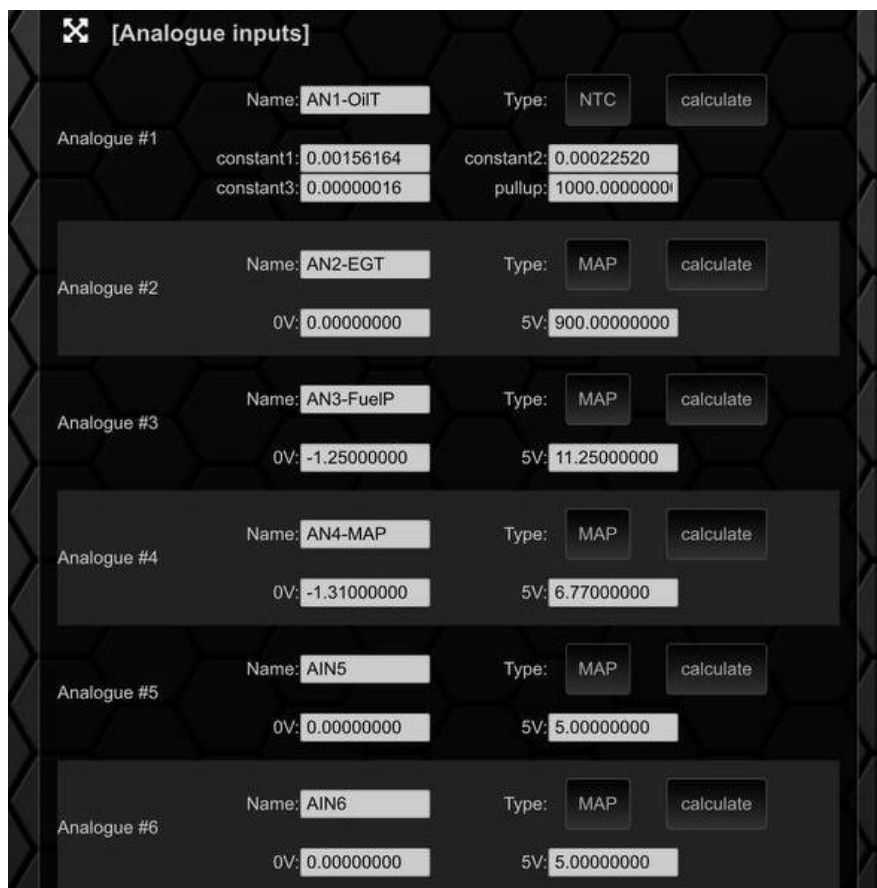 [Analogue inputs]
Name: AN1-OilT Type: NTC calculate
Analogue #1
constant1: 0.00156164 constant2: 0.00022520
constant3: 0.00000016 pullup: 1000.0000000
Name: AN2-EGT Type: MAP calculate
Analogue #2
0V: 0.00000000 5V: 900.00000000
Name: AN3-FuelP Type: MAP calculate
Analogue #3
0V: -1.25000000 5V: 11.25000000
Name: AN4-MAP Type: MAP calculate
Analogue #4
0V: -1.31000000 5V: 6.77000000
Name: AIN5 Type: MAP calculate
Analogue #5
0V: 0.00000000 5V: 5.00000000
Name: AIN6 Type: MAP calculate
Analogue #6
0V: 0.00000000 5V: 5.00000000